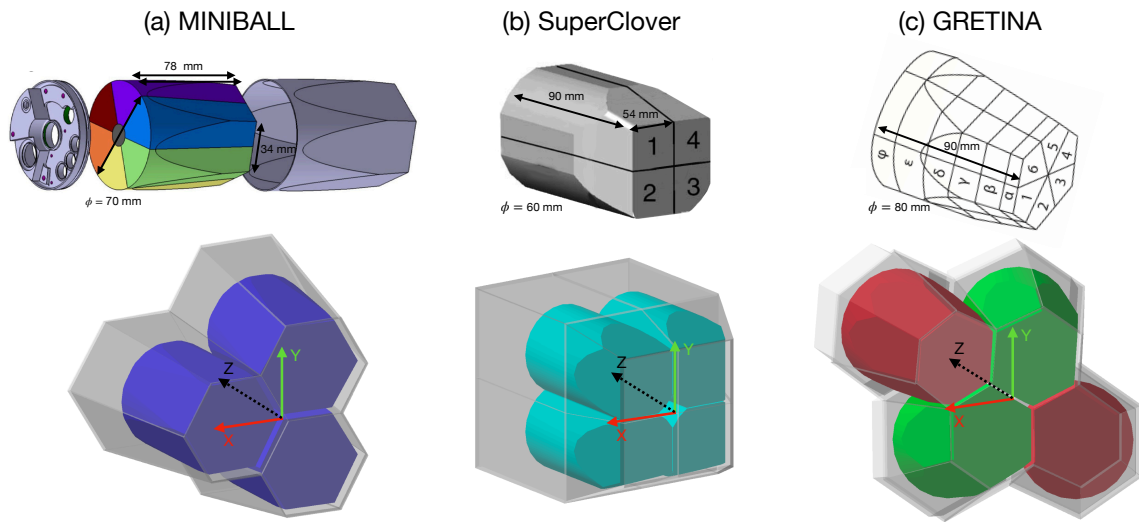 (a) MINIBALL
(b) SuperClover
(c) GRETINA
78 mm
34 mm
ϕ = 70 mm
90 mm
54 mm
1 4
2 3
ϕ = 60 mm
90 mm
φ ε δ γ β α
1 2 3 4 5 6
ϕ = 80 mm
Z Y X
Z Y X
Z Y X